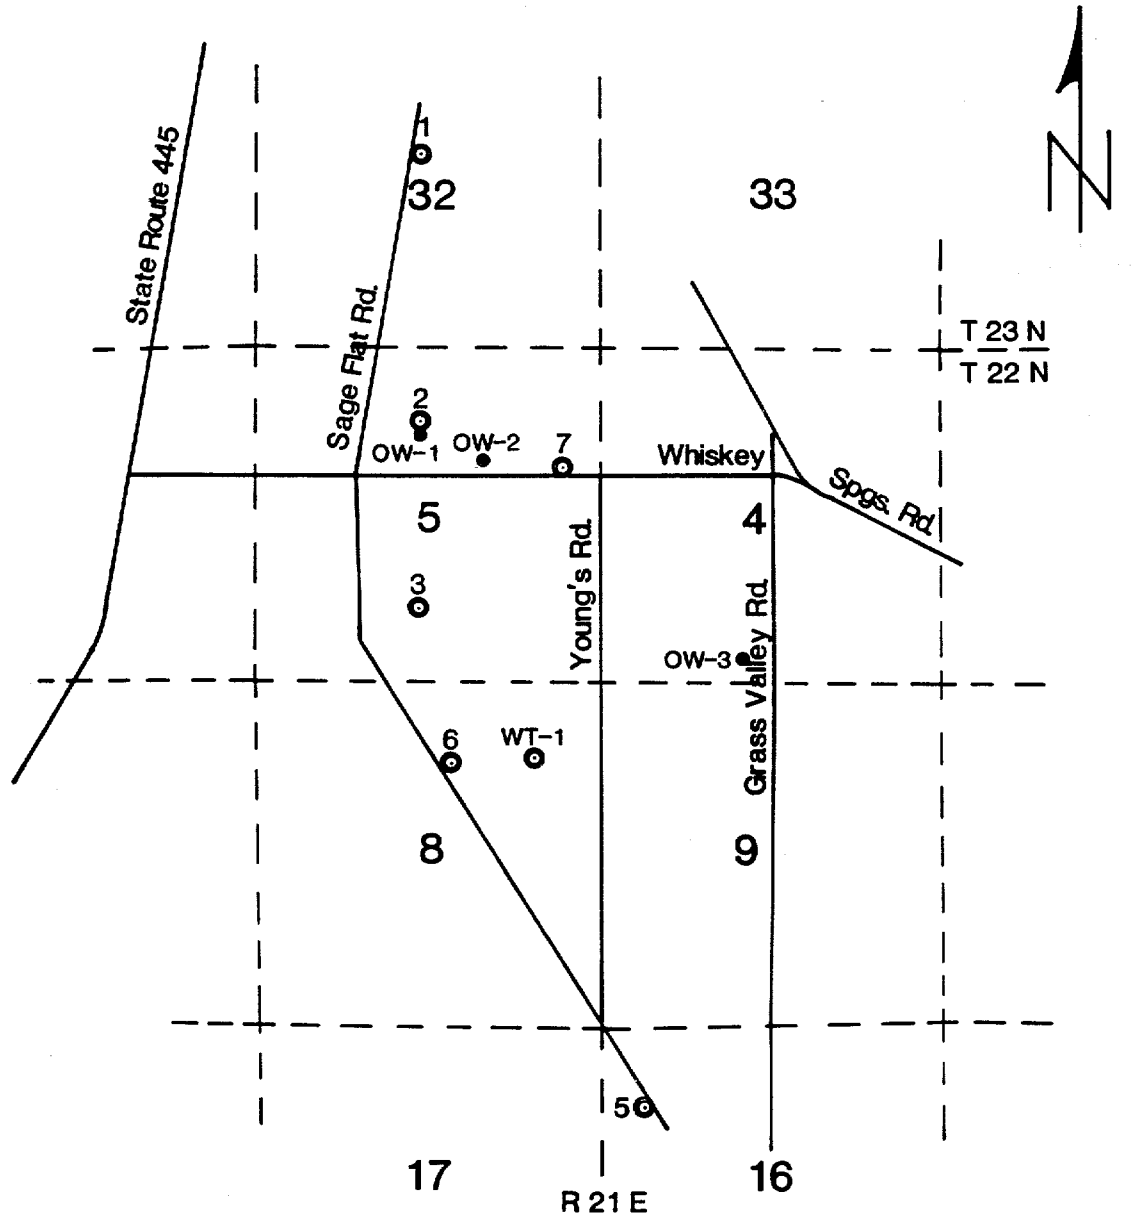 N
1
32
33
State Route 445
Sage Flat Rd.
T 23 N
T 22 N
2
OW-1
OW-2
7
Whiskey
Spgs. Rd.
5
4
3
Young's Rd.
OW-3
Grass Valley Rd.
6
WT-1
8
9
5
17
16
R 21 E